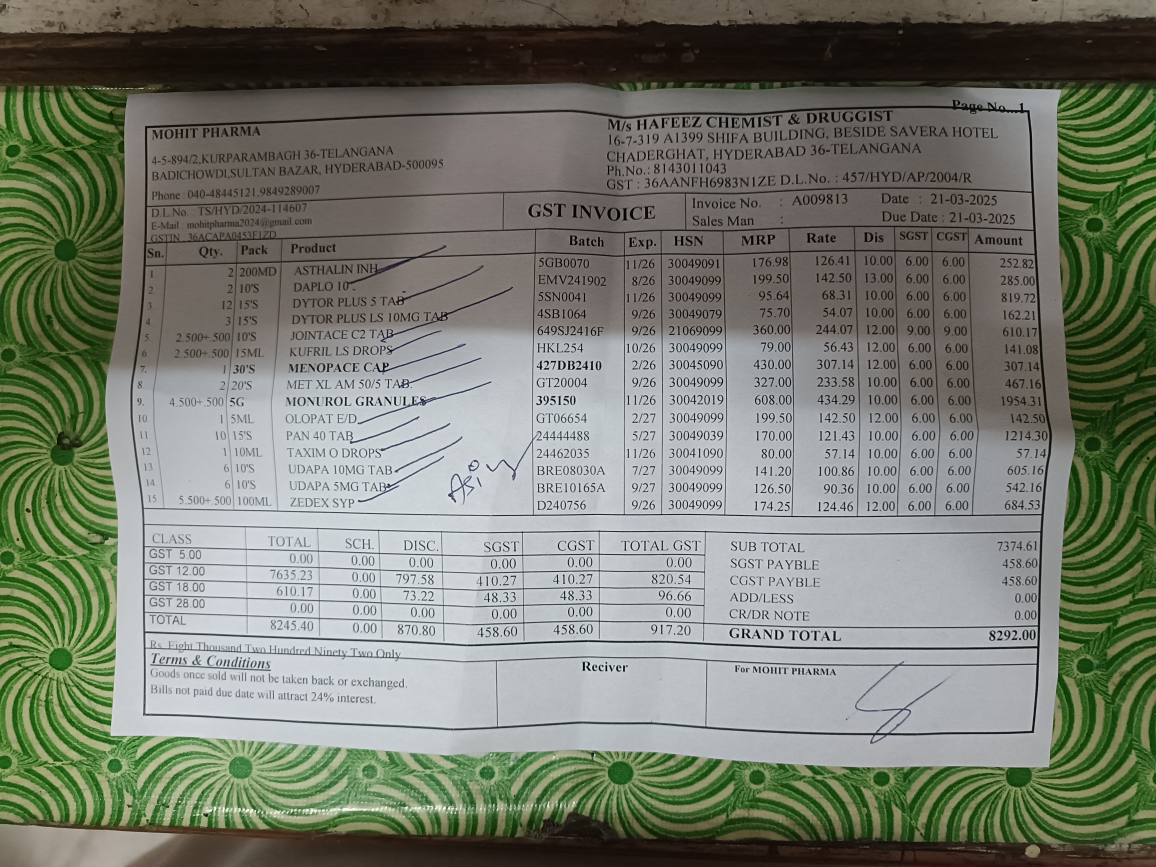 Page No...1
MOHIT PHARMA
4-5-894/2,KURPARAMBAGH 36-TELANGANA
BADICHOWDI,SULTAN BAZAR, HYDERABAD-500095
Phone : 040-48445121,9849289007
D.L.No. : TS/HYD/2024-114607
E-Mail mohitpharma2024@gmail.com
GSTIN 36ACAPA0453F1ZD
M/s HAFEEZ CHEMIST & DRUGGIST
16-7-319 A1399 SHIFA BUILDING, BESIDE SAVERA HOTEL
CHADERGHAT, HYDERABAD 36-TELANGANA
Ph.No.: 8143011043
GST : 36AANFH6983N1ZE D.L.No. : 457/HYD/AP/2004/R
GST INVOICE
Invoice No. : A009813 Date : 21-03-2025
Sales Man : Due Date : 21-03-2025
Sn. Qty. Pack Product Batch Exp. HSN MRP Rate Dis SGST CGST Amount
1 2 200MD ASTHALIN INH 5GB0070 11/26 30049091 176.98 126.41 10.00 6.00 6.00 252.82
2 2 10'S DAPLO 10 EMV241902 8/26 30049099 199.50 142.50 13.00 6.00 6.00 285.00
3 12 15'S DYTOR PLUS 5 TAB 5SN0041 11/26 30049099 95.64 68.31 10.00 6.00 6.00 819.72
4 3 15'S DYTOR PLUS LS 10MG TAB 4SB1064 9/26 30049079 75.70 54.07 10.00 6.00 6.00 162.21
5. 2.500+.500 10'S JOINTACE C2 TAB 649SJ2416F 9/26 21069099 360.00 244.07 12.00 9.00 9.00 610.17
6. 2.500+.500 15ML KUFRIL LS DROPS HKL254 10/26 30049099 79.00 56.43 12.00 6.00 6.00 141.08
7. 1 30'S MENOPACE CAP 427DB2410 2/26 30045090 430.00 307.14 12.00 6.00 6.00 307.14
8. 2 20'S MET XL AM 50/5 TAB. GT20004 9/26 30049099 327.00 233.58 10.00 6.00 6.00 467.16
9. 4.500+.500 5G MONUROL GRANULES 395150 11/26 30042019 608.00 434.29 10.00 6.00 6.00 1954.31
10 1 5ML OLOPAT E/D GT06654 2/27 30049099 199.50 142.50 12.00 6.00 6.00 142.50
11 10 15'S PAN 40 TAB 24444488 5/27 30049039 170.00 121.43 10.00 6.00 6.00 1214.30
12 1 10ML TAXIM O DROPS 24462035 11/26 30041090 80.00 57.14 10.00 6.00 6.00 57.14
13 6 10'S UDAPA 10MG TAB BRE08030A 7/27 30049099 141.20 100.86 10.00 6.00 6.00 605.16
14 6 10'S UDAPA 5MG TAB BRE10165A 9/27 30049099 126.50 90.36 10.00 6.00 6.00 542.16
15 5.500+.500 100ML ZEDEX SYP D240756 9/26 30049099 174.25 124.46 12.00 6.00 6.00 684.53
CLASS TOTAL SCH. DISC. SGST CGST TOTAL GST
GST 5.00 0.00 0.00 0.00 0.00 0.00 0.00
GST 12.00 7635.23 0.00 797.58 410.27 410.27 820.54
GST 18.00 610.17 0.00 73.22 48.33 48.33 96.66
GST 28.00 0.00 0.00 0.00 0.00 0.00 0.00
TOTAL 8245.40 0.00 870.80 458.60 458.60 917.20
SUB TOTAL 7374.61
SGST PAYBLE 458.60
CGST PAYBLE 458.60
ADD/LESS 0.00
CR/DR NOTE 0.00
GRAND TOTAL 8292.00
Rs. Eight Thousand Two Hundred Ninety Two Only
Terms & Conditions
Goods once sold will not be taken back or exchanged.
Bills not paid due date will attract 24% interest.
Reciver
For MOHIT PHARMA